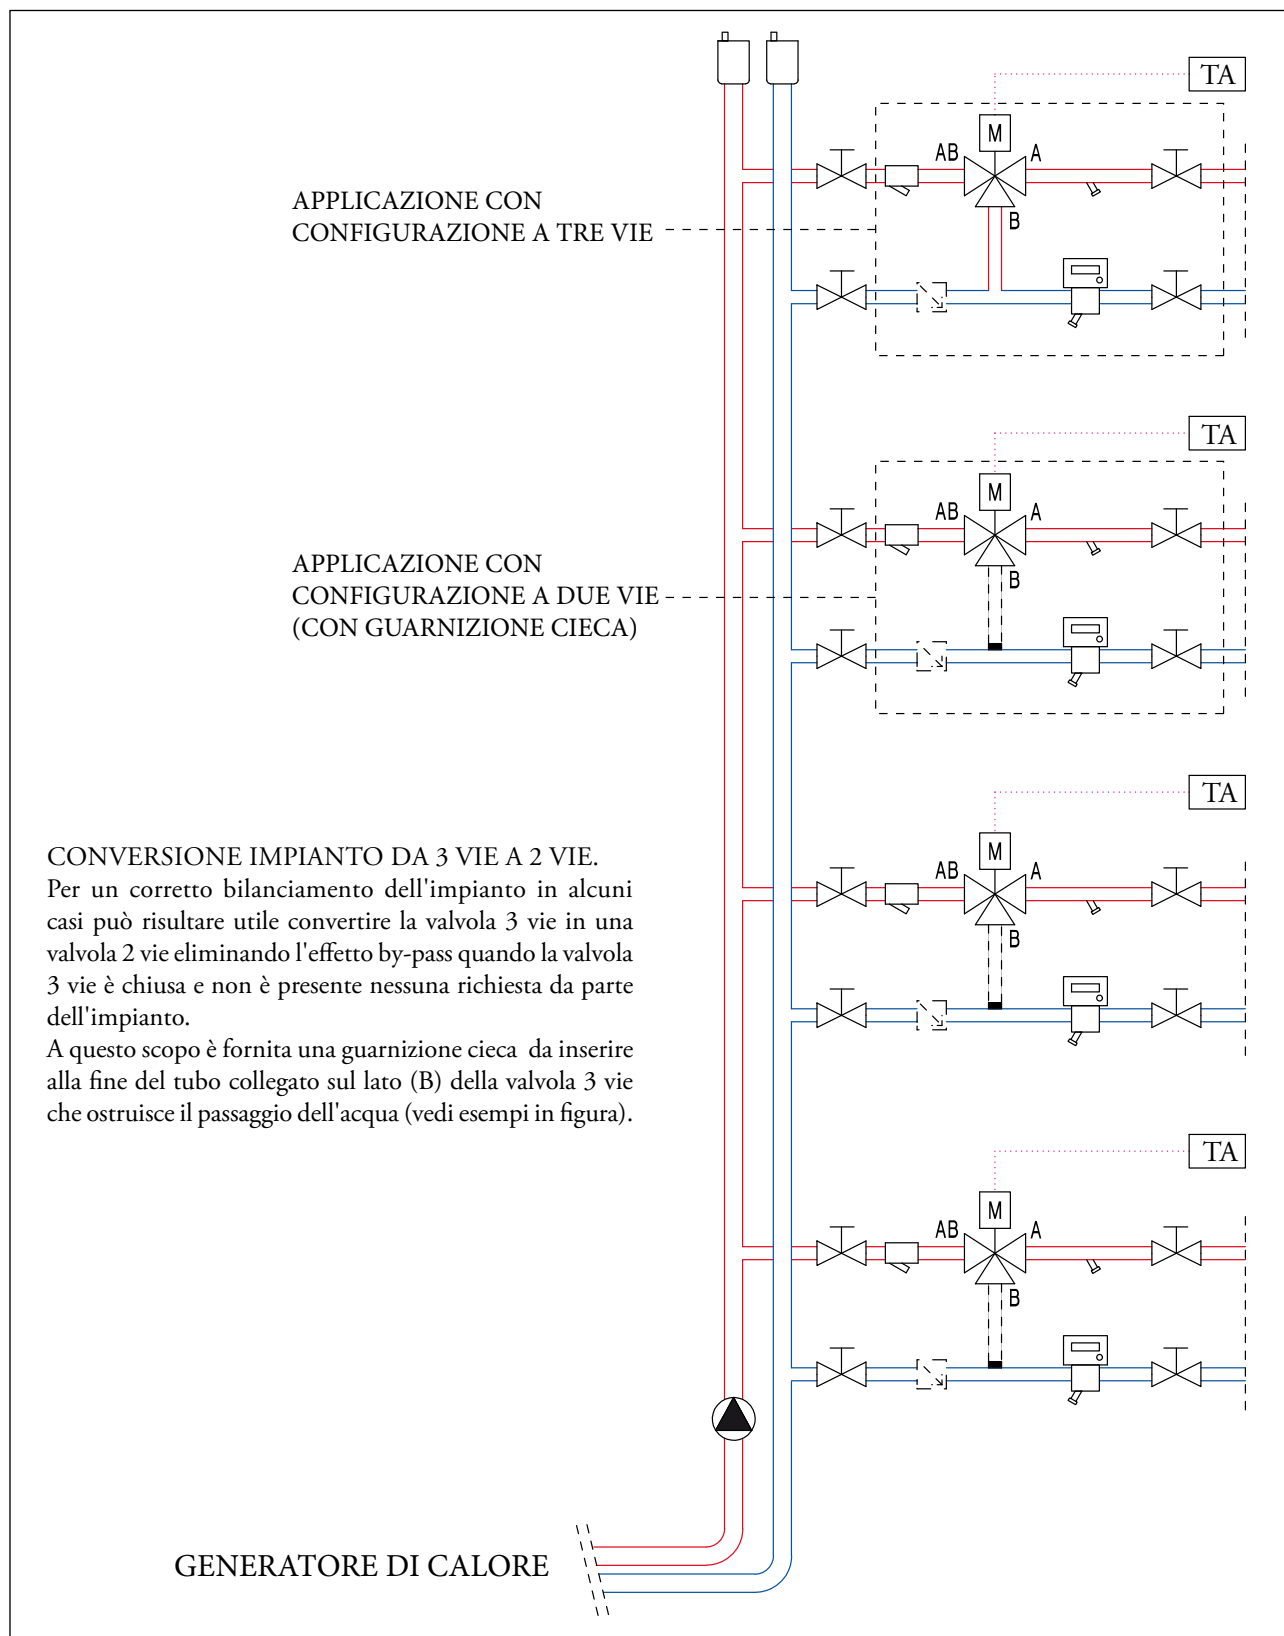 TA
M
AB
A
B
APPLICAZIONE CON
CONFIGURAZIONE A TRE VIE
TA
M
AB
A
B
APPLICAZIONE CON
CONFIGURAZIONE A DUE VIE
(CON GUARNIZIONE CIECA)
TA
M
AB
A
B
CONVERSIONE IMPIANTO DA 3 VIE A 2 VIE.
Per un corretto bilanciamento dell'impianto in alcuni
casi può risultare utile convertire la valvola 3 vie in una
valvola 2 vie eliminando l'effetto by-pass quando la valvola
3 vie è chiusa e non è presente nessuna richiesta da parte
dell'impianto.
A questo scopo è fornita una guarnizione cieca da inserire
alla fine del tubo collegato sul lato (B) della valvola 3 vie
che ostruisce il passaggio dell'acqua (vedi esempi in figura).
TA
M
AB
A
B
GENERATORE DI CALORE